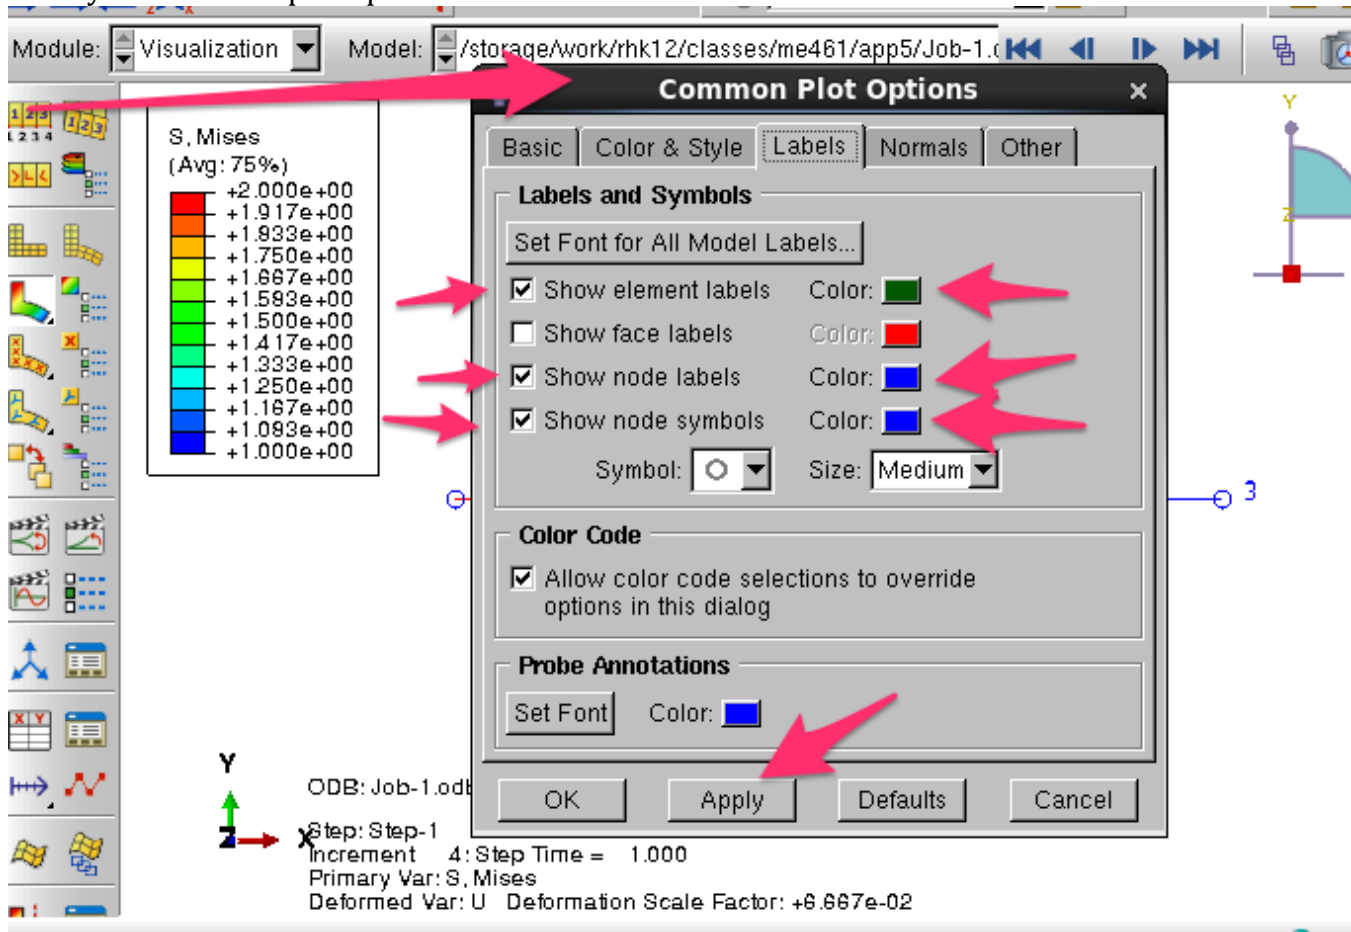 Module: Visualization Model: /storage/work/rhk12/classes/me461/app5/Job-1.
Common Plot Options
Basic Color & Style Labels Normals Other
Labels and Symbols
Set Font for All Model Labels...
Show element labels Color:
Show face labels Color:
Show node labels Color:
Show node symbols Color:
Symbol: Size: Medium
Color Code
Allow color code selections to override
options in this dialog
Probe Annotations
Set Font Color:
OK Apply Defaults Cancel
S, Mises
(Avg: 75%)
+2.000e+00
+1.917e+00
+1.833e+00
+1.750e+00
+1.667e+00
+1.583e+00
+1.500e+00
+1.417e+00
+1.333e+00
+1.250e+00
+1.167e+00
+1.083e+00
+1.000e+00
3
Y
Z
Y
Z X
ODB: Job-1.odb
Step: Step-1
Increment 4: Step Time = 1.000
Primary Var: S, Mises
Deformed Var: U Deformation Scale Factor: +6.667e-02